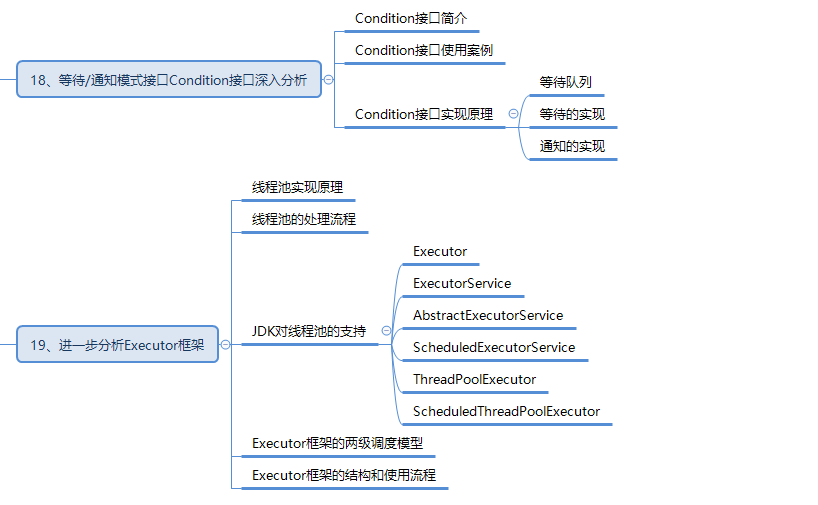 18、等待/通知模式接口Condition接口深入分析
Condition接口简介
Condition接口使用案例
Condition接口实现原理
等待队列
等待的实现
通知的实现
19、进一步分析Executor框架
线程池实现原理
线程池的处理流程
JDK对线程池的支持
Executor
ExecutorService
AbstractExecutorService
ScheduledExecutorService
ThreadPoolExecutor
ScheduledThreadPoolExecutor
Executor框架的两级调度模型
Executor框架的结构和使用流程